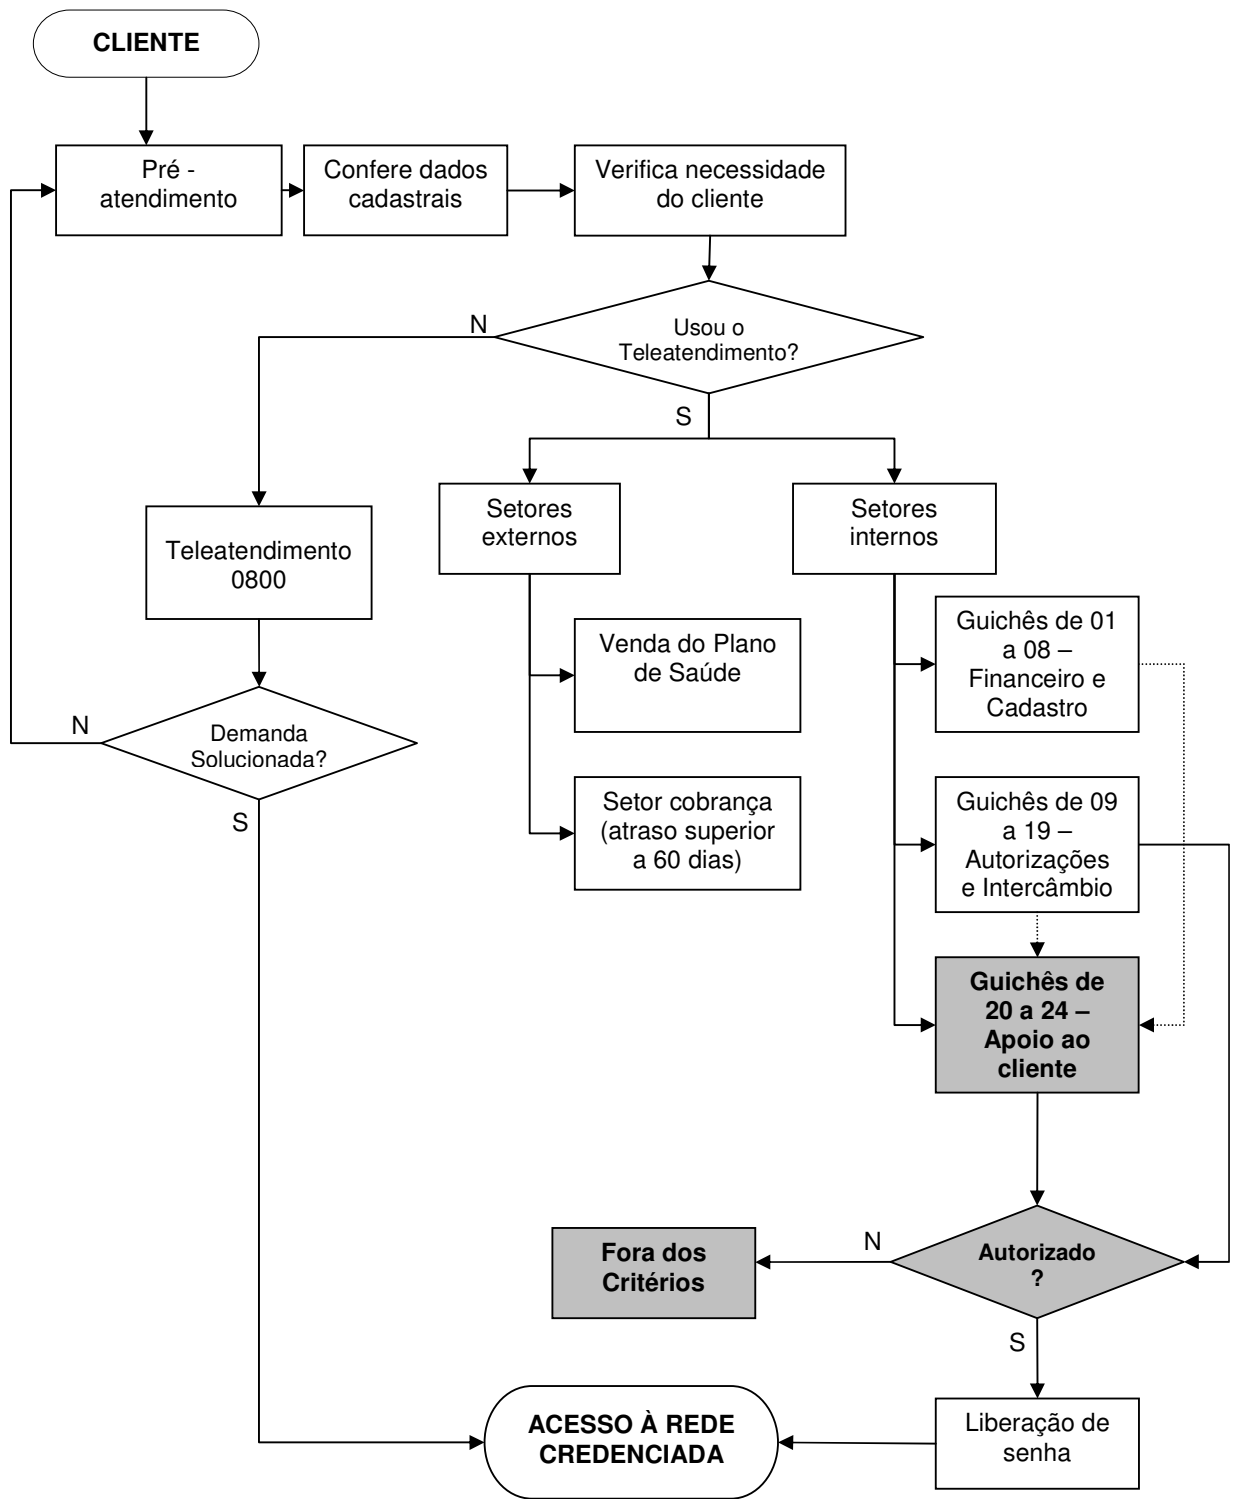 CLIENTE
Pré -
atendimento
Confere dados
cadastrais
Verifica necessidade
do cliente
Usou o
Teleatendimento?
N
S
Setores
externos
Setores
internos
Teleatendimento
0800
Guichês de 01
a 08 –
Financeiro e
Cadastro
Venda do Plano
de Saúde
Demanda
Solucionada?
N
S
Setor cobrança
(atraso superior
a 60 dias)
Guichês de 09
a 19 –
Autorizações
e Intercâmbio
Guichês de
20 a 24 –
Apoio ao
cliente
Autorizado
?
N
Fora dos
Critérios
S
Liberação de
senha
ACESSO À REDE
CREDENCIADA